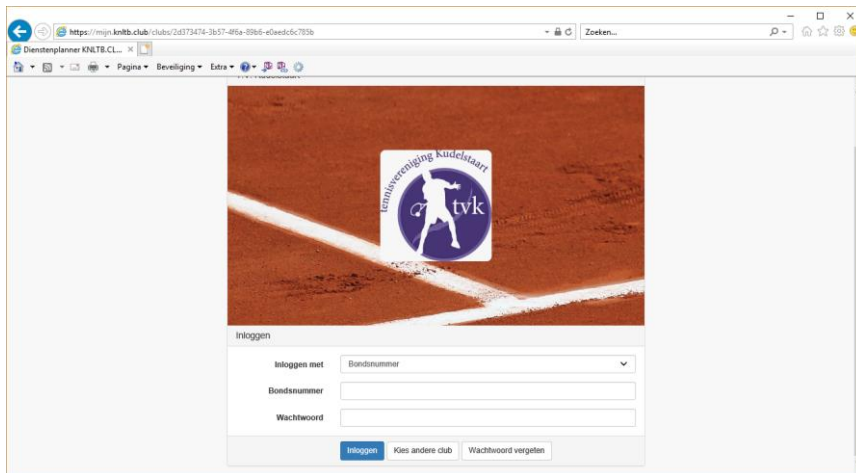 https://mijn.knltb.club/clubs/2d373474-3b57-4f6a-89b6-e0aedc6c785b
Zoeken...
Dienstenplanner KNLTB.CL...
Pagina Beveiliging Extra
T.V. Kudelstaart
tennisvereniging Kudelstaart
tvk
Inloggen
Inloggen met Bondsnummer
Bondsnummer
Wachtwoord
Inloggen Kies andere club Wachtwoord vergeten